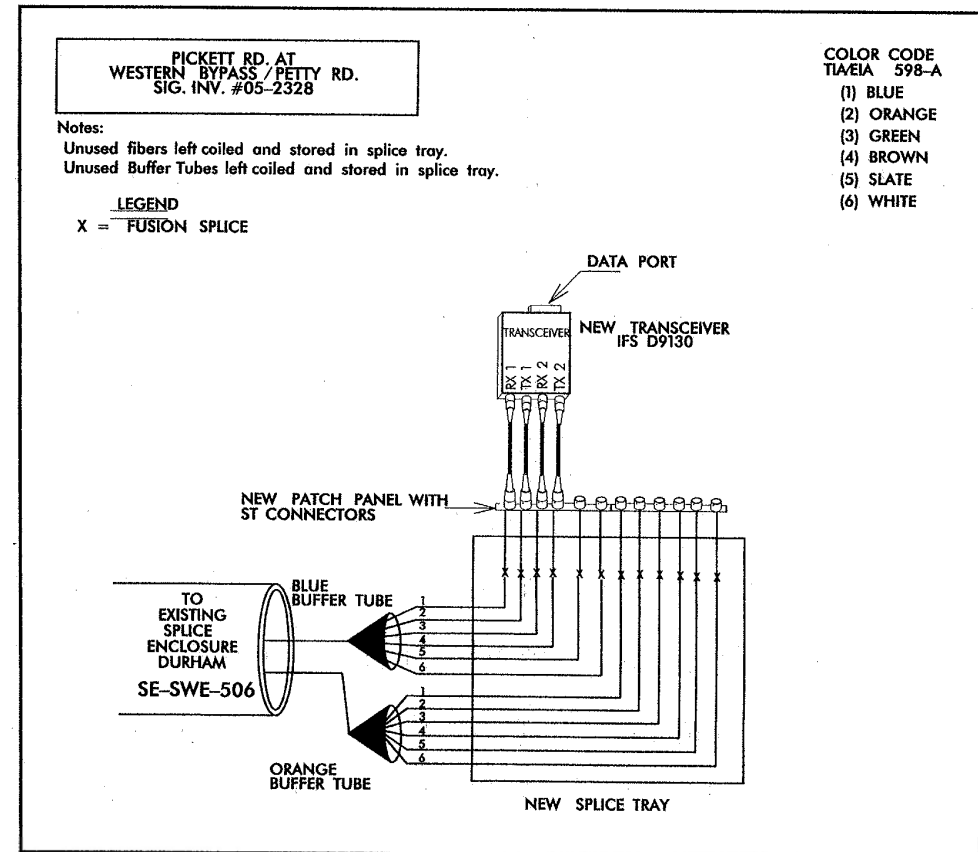 PICKETT RD. AT
WESTERN BYPASS / PETTY RD.
SIG. INV. #05-2328
Notes:
Unused fibers left coiled and stored in splice tray.
Unused Buffer Tubes left coiled and stored in splice tray.
LEGEND
X = FUSION SPLICE
COLOR CODE
TIA/EIA 598-A
(1) BLUE
(2) ORANGE
(3) GREEN
(4) BROWN
(5) SLATE
(6) WHITE
DATA PORT
TRANSCEIVER
NEW TRANSCEIVER
IFS D9130
RX 1
TX 1
RX 2
TX 2
NEW PATCH PANEL WITH
ST CONNECTORS
X X X X X X X X X X X X
BLUE
BUFFER TUBE
1
2
3
4
5
6
TO
EXISTING
SPLICE
ENCLOSURE
DURHAM
SE-SWE-506
1
2
3
4
5
6
ORANGE
BUFFER TUBE
NEW SPLICE TRAY